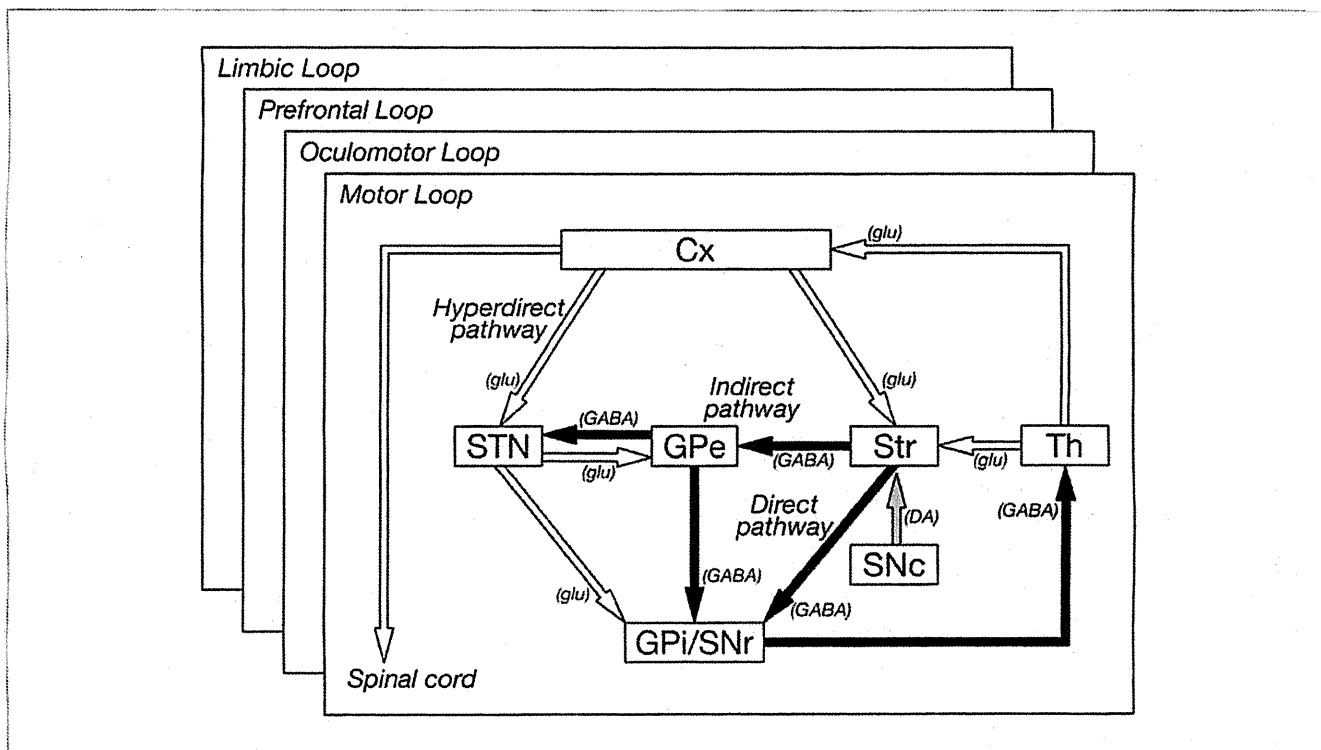 Limbic Loop
Prefrontal Loop
Oculomotor Loop
Motor Loop
(glu)
Cx
Hyperdirect
pathway
(glu)
(glu)
Indirect
pathway
(GABA)
STN
GPe
Str
Th
(glu)
(GABA)
(glu)
Direct
pathway
(DA)
(GABA)
SNc
(GABA)
(glu)
(GABA)
GPi/SNr
Spinal cord